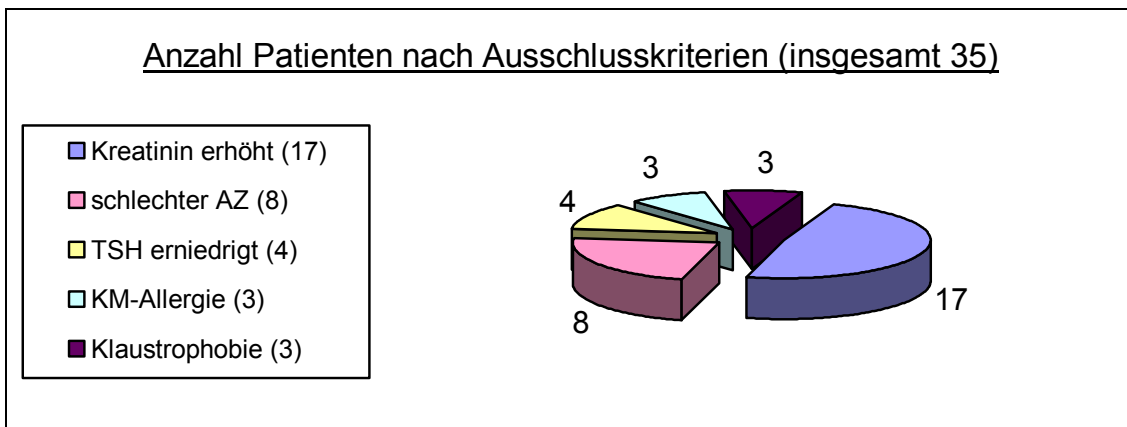 Anzahl Patienten nach Ausschlusskriterien (insgesamt 35)
Kreatinin erhöht (17)
schlechter AZ (8)
TSH erniedrigt (4)
KM-Allergie (3)
Klaustrophobie (3)
3
3
4
8
17